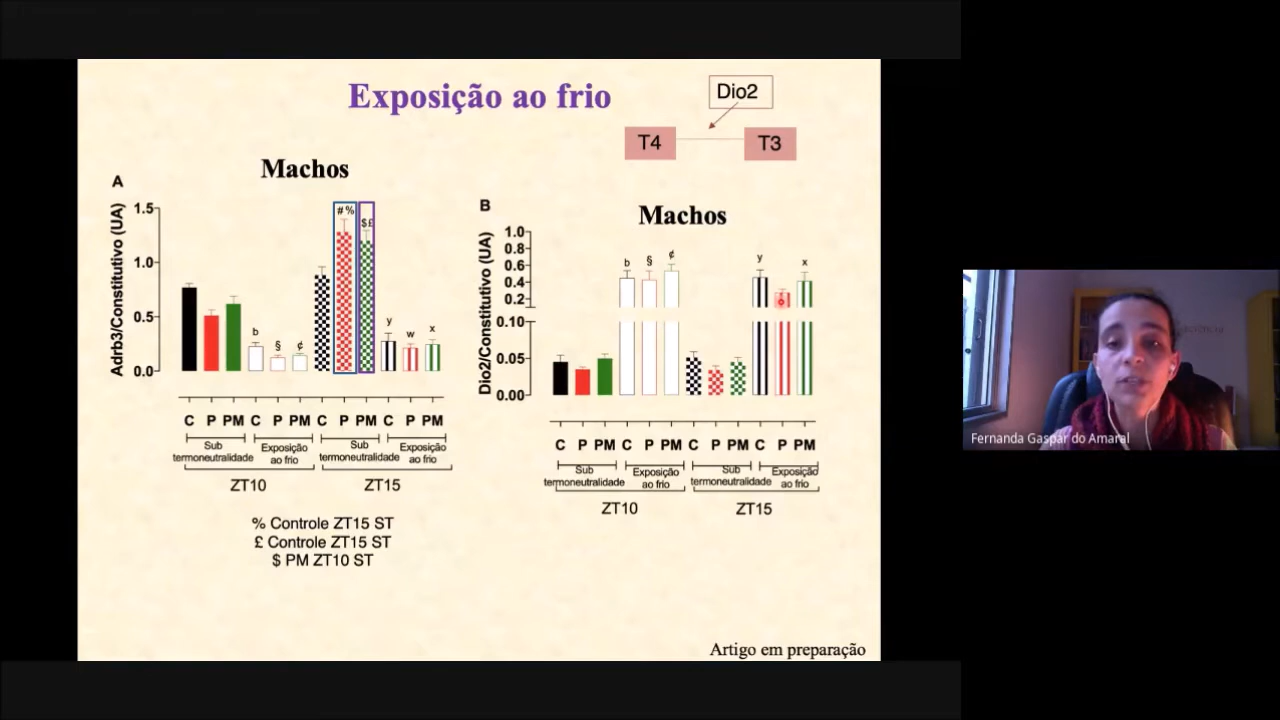 Exposição ao frio
Dio2
T4
T3
Machos
A
Adrb3/Constitutivo (UA)
1.5
1.0
0.5
0.0
b
§
¢
#%
$£
y
w
x
C P PM C P PM C P PM C P PM
Sub termoneutralidade
Exposição ao frio
Sub termoneutralidade
Exposição ao frio
ZT10
ZT15
% Controle ZT15 ST
£ Controle ZT15 ST
$ PM ZT10 ST
B
Machos
Dio2/Constitutivo (UA)
1.0
0.8
0.6
0.4
0.2
0.10
0.05
0.00
b
§
¢
y
x
C P PM C P PM C P PM C P PM
Sub termoneutralidade
Exposição ao frio
Sub termoneutralidade
Exposição ao frio
ZT10
ZT15
Artigo em preparação
Fernanda Gaspar do Amaral